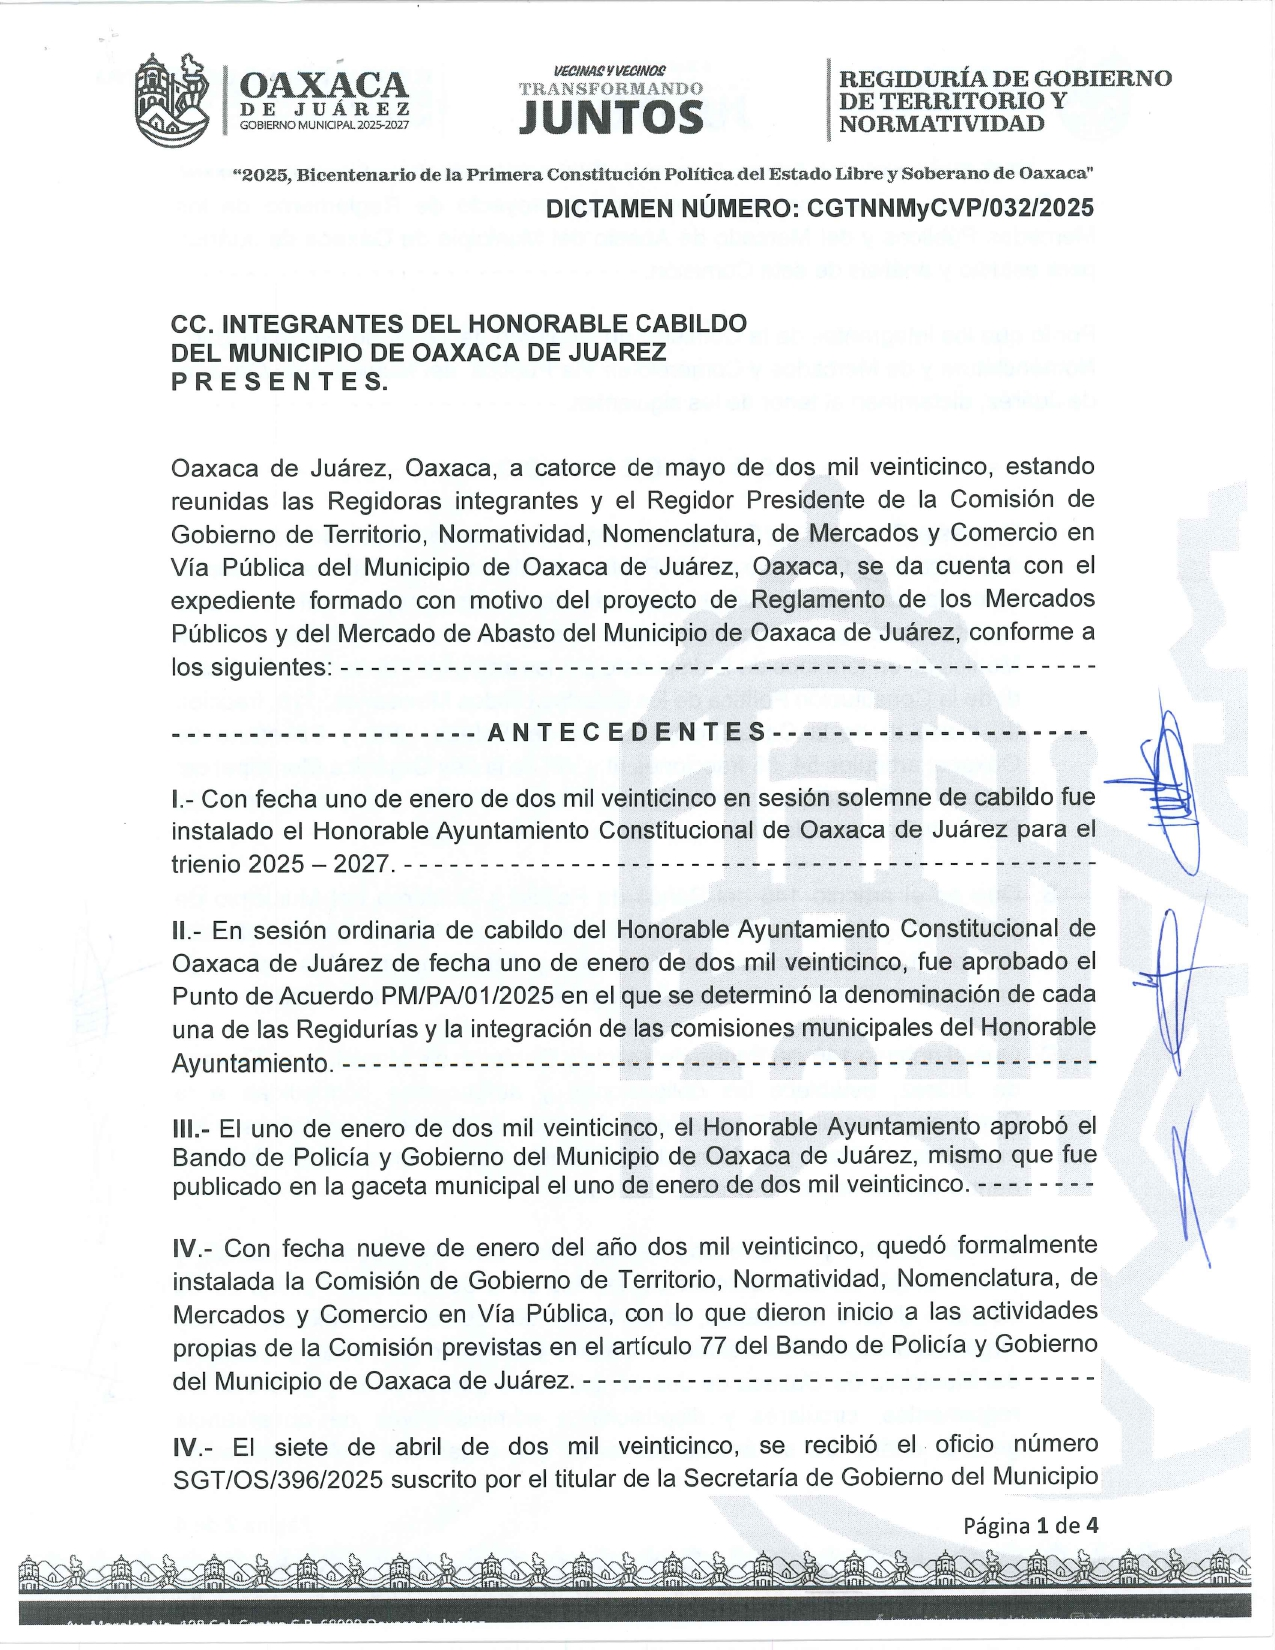 OAXACA
DE JUÁREZ
GOBIERNO MUNICIPAL 2025-2027
VECINAS Y VECINOS
TRANSFORMANDO
JUNTOS
REGIDURÍA DE GOBIERNO
DE TERRITORIO Y
NORMATIVIDAD
“2025, Bicentenario de la Primera Constitución Política del Estado Libre y Soberano de Oaxaca”
DICTAMEN NÚMERO: CGTNNMyCVP/032/2025
CC. INTEGRANTES DEL HONORABLE CABILDO
DEL MUNICIPIO DE OAXACA DE JUAREZ
P R E S E N T E S.
Oaxaca de Juárez, Oaxaca, a catorce de mayo de dos mil veinticinco, estando
reunidas las Regidoras integrantes y el Regidor Presidente de la Comisión de
Gobierno de Territorio, Normatividad, Nomenclatura, de Mercados y Comercio en
Vía Pública del Municipio de Oaxaca de Juárez, Oaxaca, se da cuenta con el
expediente formado con motivo del proyecto de Reglamento de los Mercados
Públicos y del Mercado de Abasto del Municipio de Oaxaca de Juárez, conforme a
los siguientes: - - - - - - - - - - - - - - - - - - - - - - - - - - - - - - - - - - - - - - - - - - - - - - - - -
- - - - - - - - - - - - - - - - - - - - A N T E C E D E N T E S - - - - - - - - - - - - - - - - - - - - -
I.- Con fecha uno de enero de dos mil veinticinco en sesión solemne de cabildo fue
instalado el Honorable Ayuntamiento Constitucional de Oaxaca de Juárez para el
trienio 2025 – 2027. - - - - - - - - - - - - - - - - - - - - - - - - - - - - - - - - - - - - - - - - - - - - -
II.- En sesión ordinaria de cabildo del Honorable Ayuntamiento Constitucional de
Oaxaca de Juárez de fecha uno de enero de dos mil veinticinco, fue aprobado el
Punto de Acuerdo PM/PA/01/2025 en el que se determinó la denominación de cada
una de las Regidurías y la integración de las comisiones municipales del Honorable
Ayuntamiento. - - - - - - - - - - - - - - - - - - - - - - - - - - - - - - - - - - - - - - - - - - - - - - - - -
III.- El uno de enero de dos mil veinticinco, el Honorable Ayuntamiento aprobó el
Bando de Policía y Gobierno del Municipio de Oaxaca de Juárez, mismo que fue
publicado en la gaceta municipal el uno de enero de dos mil veinticinco. - - - - - - - -
IV.- Con fecha nueve de enero del año dos mil veinticinco, quedó formalmente
instalada la Comisión de Gobierno de Territorio, Normatividad, Nomenclatura, de
Mercados y Comercio en Vía Pública, con lo que dieron inicio a las actividades
propias de la Comisión previstas en el artículo 77 del Bando de Policía y Gobierno
del Municipio de Oaxaca de Juárez. - - - - - - - - - - - - - - - - - - - - - - - - - - - - - - - - -
IV.- El siete de abril de dos mil veinticinco, se recibió el oficio número
SGT/OS/396/2025 suscrito por el titular de la Secretaría de Gobierno del Municipio
Página 1 de 4